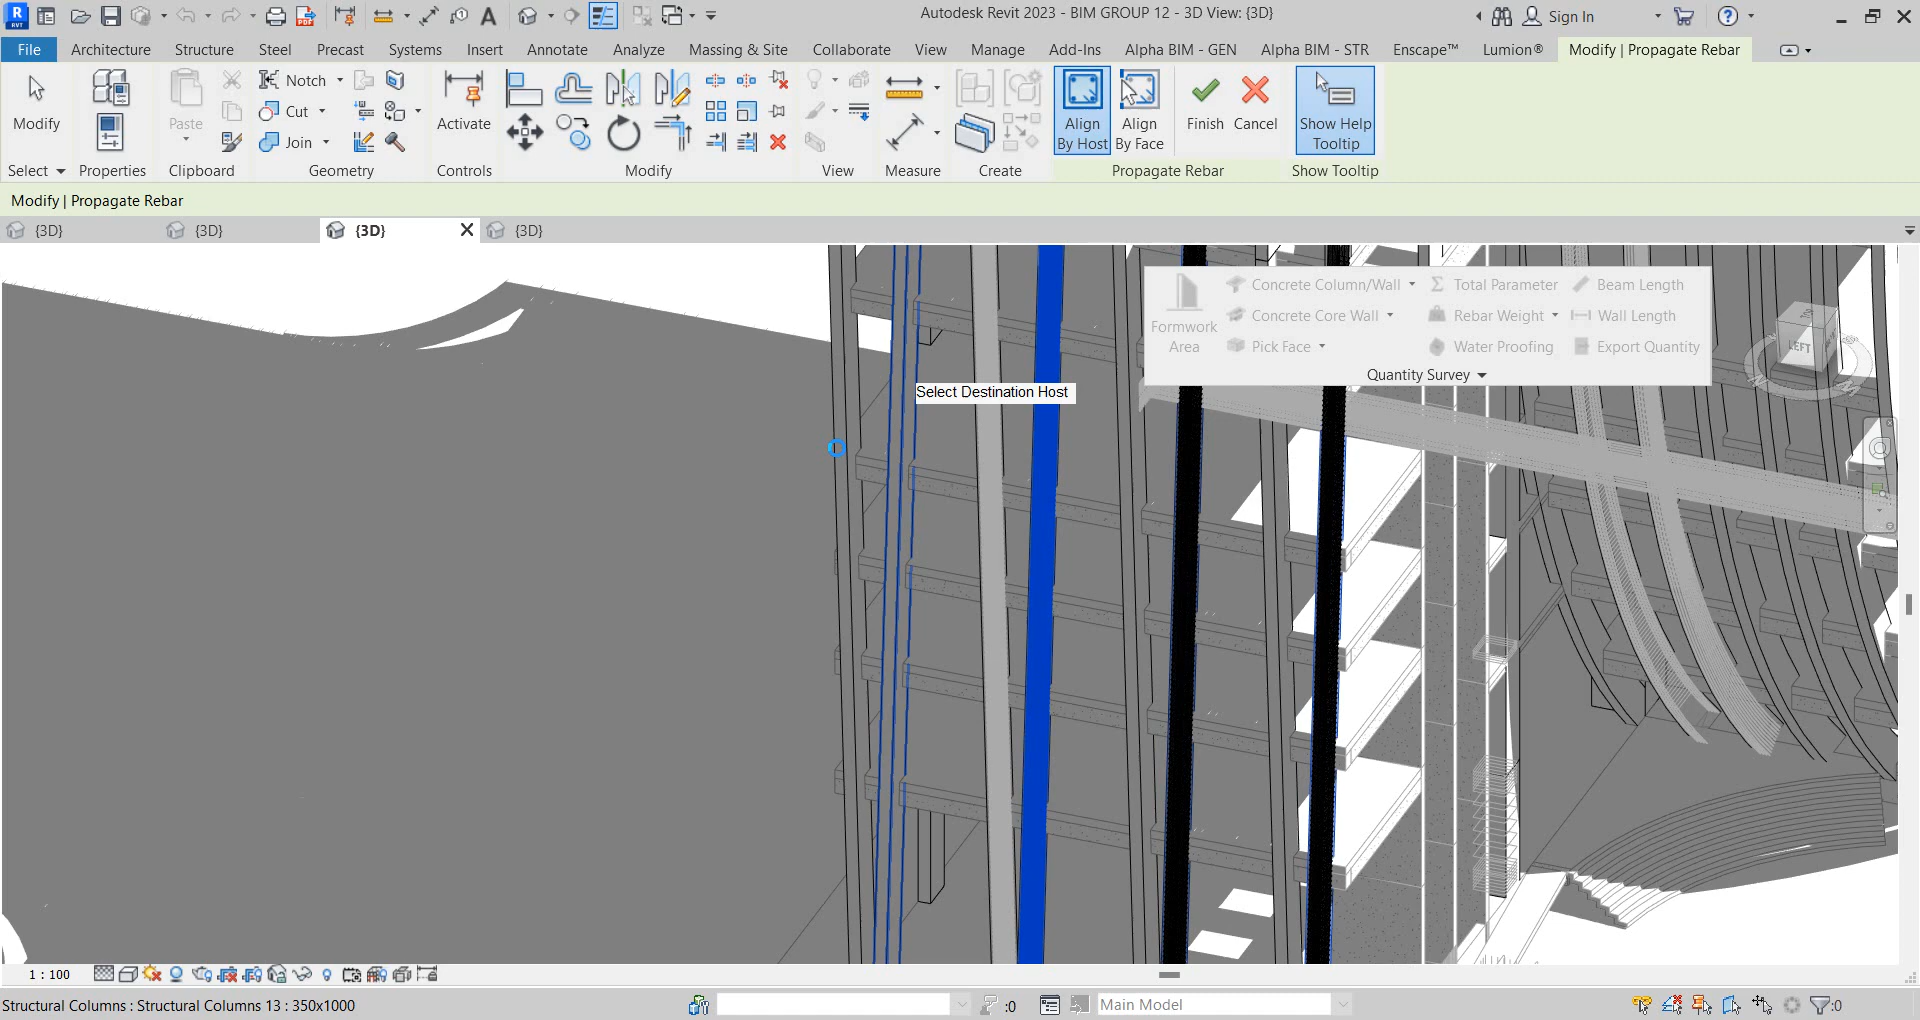 Autodesk Revit 2023 - BIM GROUP 12 - 3D View: {3D}
Sign In
File Architecture Structure Steel Precast Systems Insert Annotate Analyze Massing & Site Collaborate View Manage Add-Ins Alpha BIM - GEN Alpha BIM - STR Enscape™ Lumion® Modify | Propagate Rebar
Modify
Paste
Notch
Cut
Join
Activate
Align
By Host
Align
By Face
Finish
Cancel
Show Help
Tooltip
Select Properties Clipboard Geometry Controls Modify View Measure Create Propagate Rebar Show Tooltip
Modify | Propagate Rebar
{3D} {3D} {3D} {3D}
Formwork
Area
Concrete Column/Wall
Concrete Core Wall
Pick Face
Total Parameter
Rebar Weight
Water Proofing
Beam Length
Wall Length
Export Quantity
Quantity Survey
LEFT
Select Destination Host
1 : 100
Structural Columns : Structural Columns 13 : 350x1000
:0
Main Model
:0